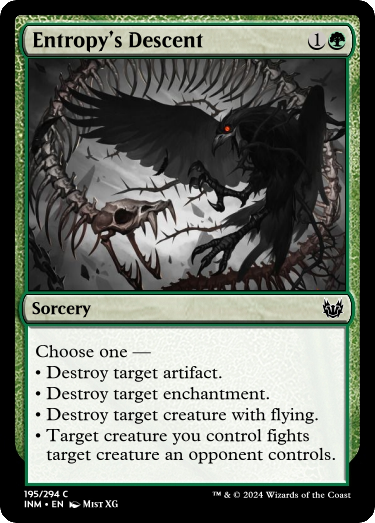 Entropy's Descent 1
Sorcery
Choose one —
• Destroy target artifact.
• Destroy target enchantment.
• Destroy target creature with flying.
• Target creature you control fights
target creature an opponent controls.
195/294 C
INM • EN Mist XG
™ & © 2024 Wizards of the Coast